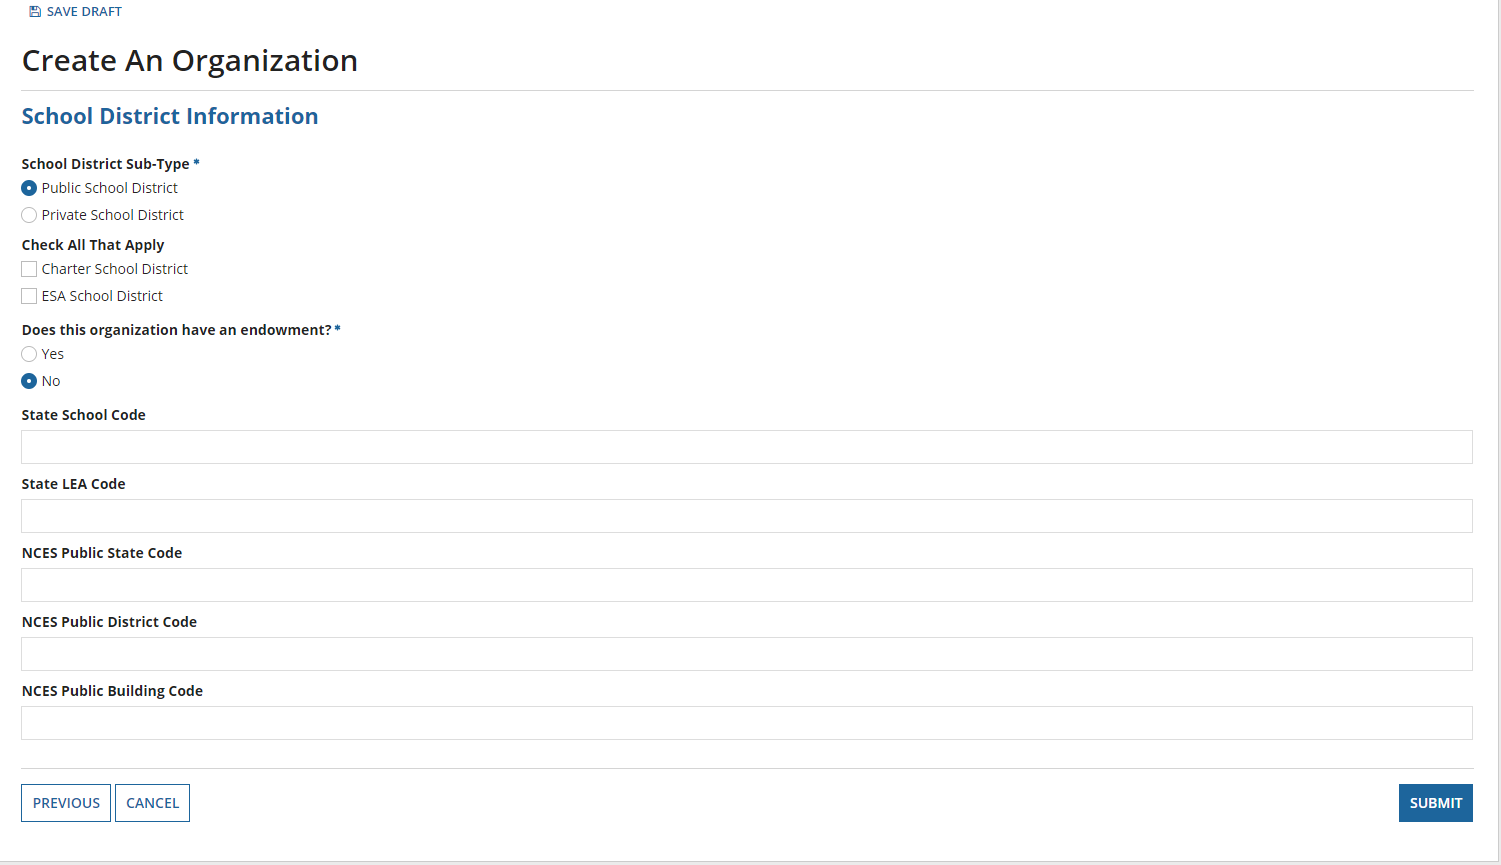 SAVE DRAFT
Create An Organization
School District Information
School District Sub-Type *
Public School District
Private School District
Check All That Apply
Charter School District
ESA School District
Does this organization have an endowment? *
Yes
No
State School Code
State LEA Code
NCES Public State Code
NCES Public District Code
NCES Public Building Code
PREVIOUS CANCEL SUBMIT